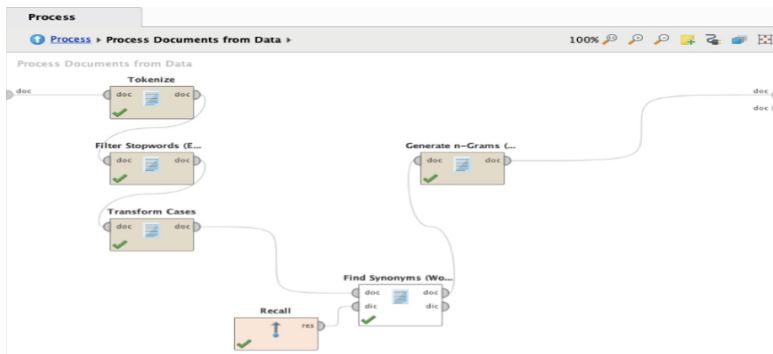 Process
Process ▸ Process Documents from Data ▸
100%
Process Documents from Data
doc
Tokenize
doc doc
Filter Stopwords (E...
doc doc
Transform Cases
doc doc
Recall
res
Find Synonyms (Wo...
doc doc
dic dic
Generate n-Grams (...
doc doc
doc
doc